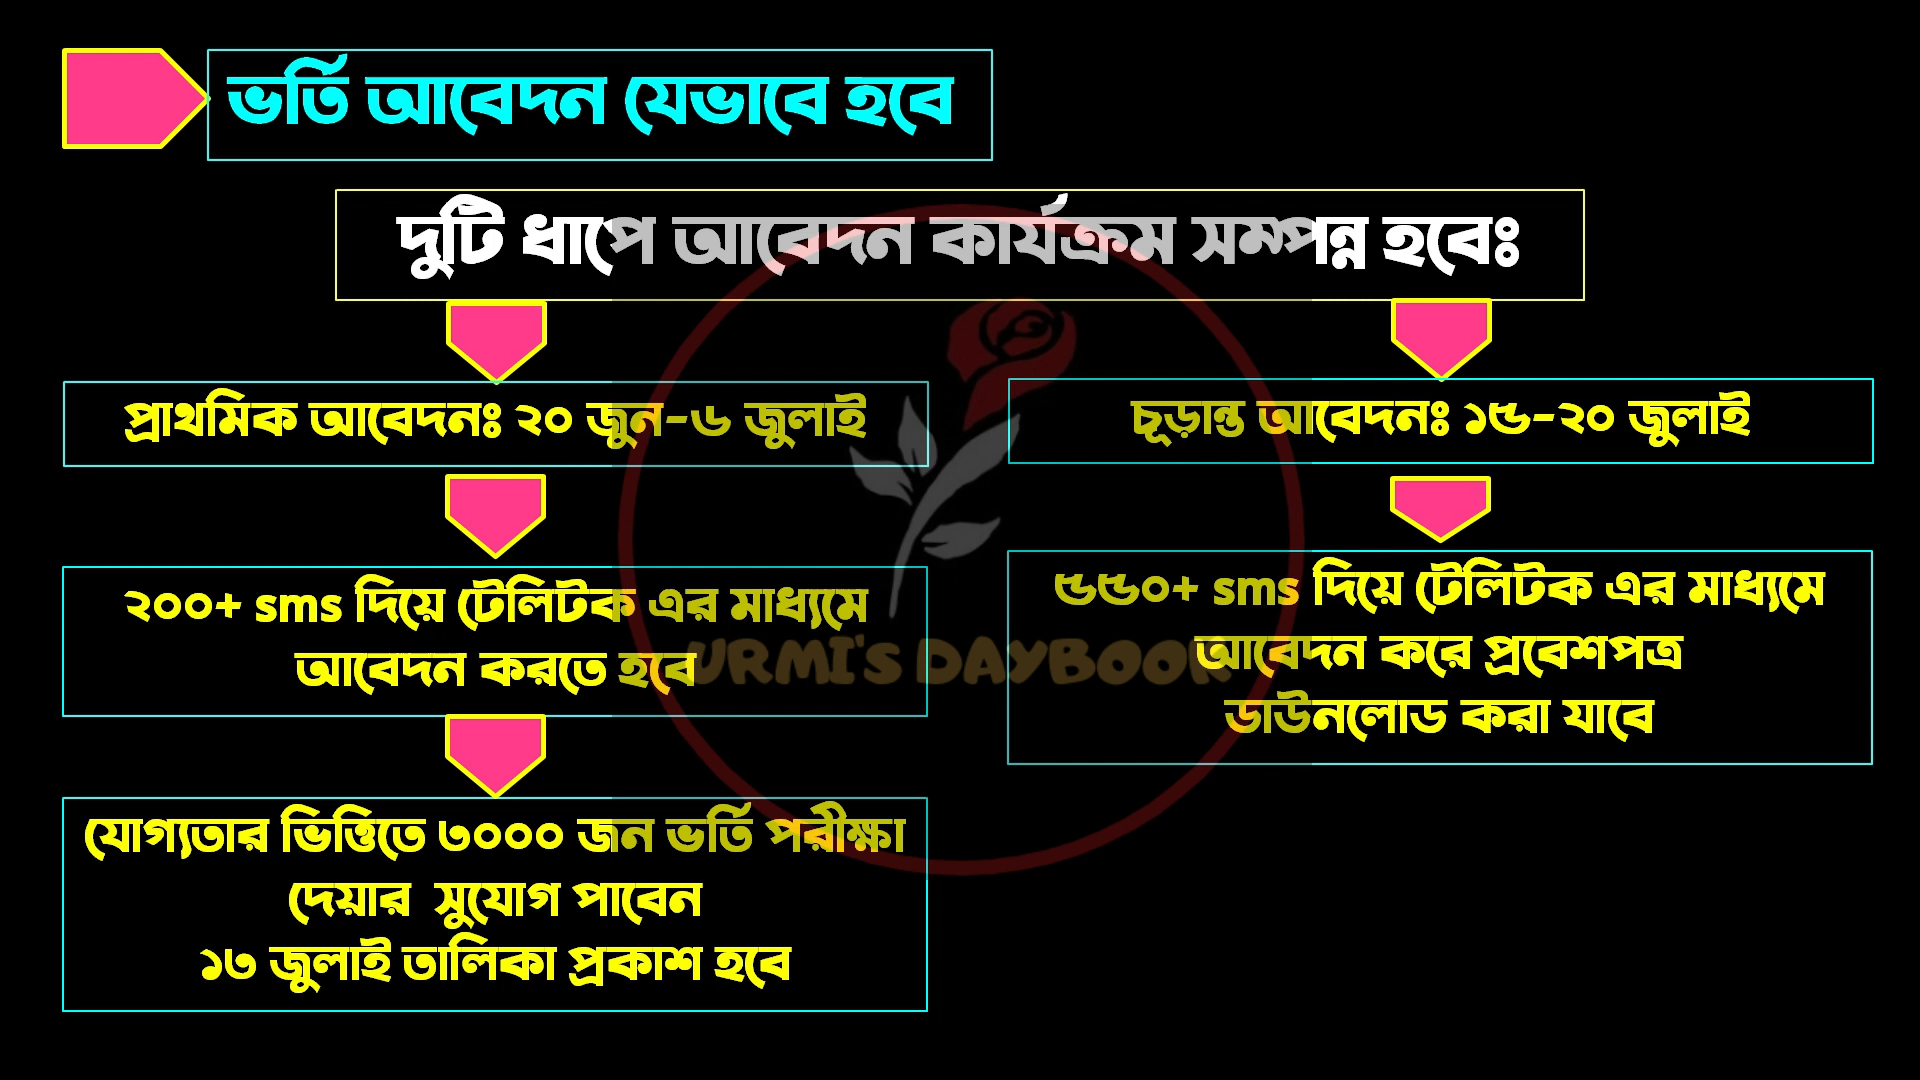 ভর্তি আবেদন যেভাবে হবে
দুটি ধাপে আবেদন কার্যক্রম সম্পন্ন হবেঃ
প্রাথমিক আবেদনঃ ২০ জুন-৬ জুলাই
২০০+ sms দিয়ে টেলিটক এর মাধ্যমে
আবেদন করতে হবে
যোগ্যতার ভিত্তিতে ৩০০০ জন ভর্তি পরীক্ষা
দেয়ার সুযোগ পাবেন
১৩ জুলাই তালিকা প্রকাশ হবে
চূড়ান্ত আবেদনঃ ১৫-২০ জুলাই
৫৫০+ sms দিয়ে টেলিটক এর মাধ্যমে
আবেদন করে প্রবেশপত্র
ডাউনলোড করা যাবে
URMI'S DAYBOOK